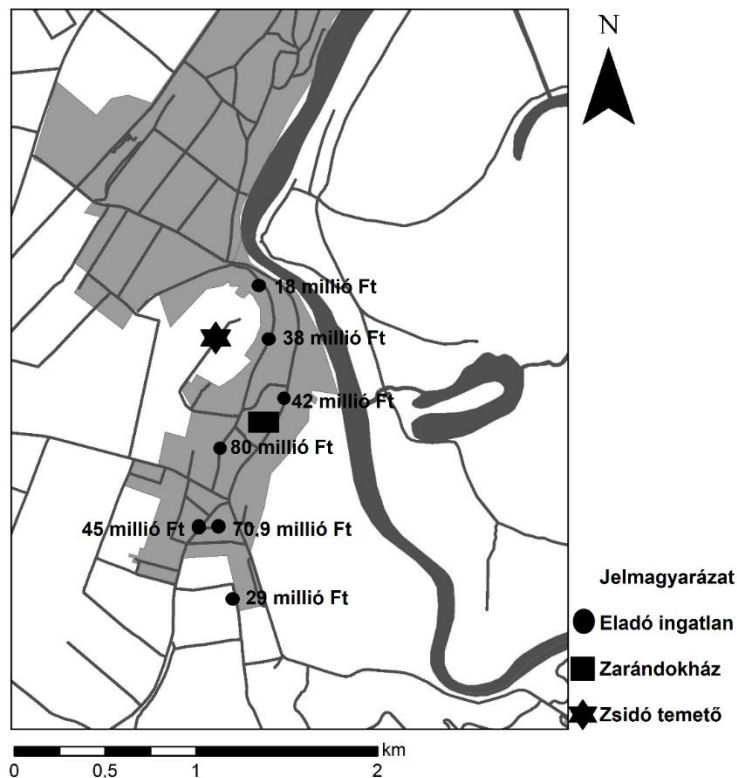 N
18 millió Ft
38 millió Ft
42 millió Ft
80 millió Ft
45 millió Ft
70,9 millió Ft
29 millió Ft
Jelmagyarázat
Eladó ingatlan
Zarándokház
Zsidó temető
km
0
0,5
1
2